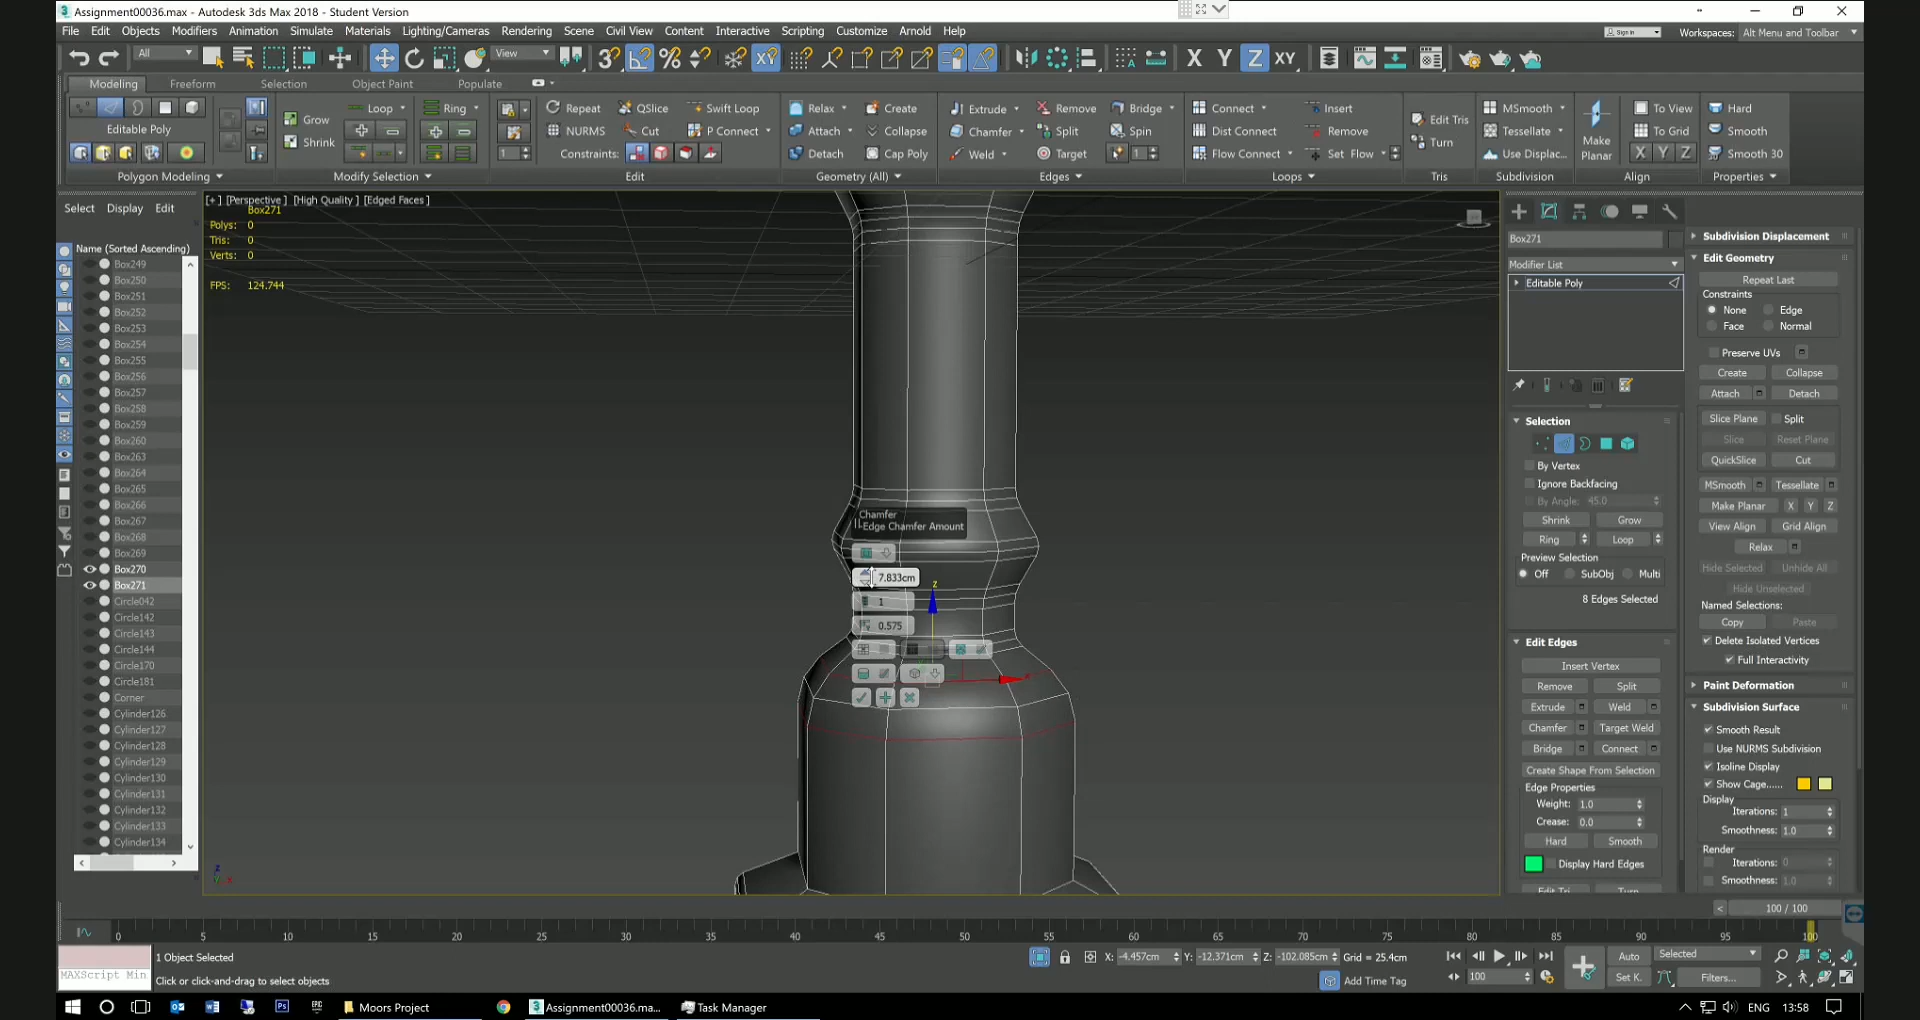 Assignment00036.max - Autodesk 3ds Max 2018 - Student Version
File Edit Objects Modifiers Animation Simulate Materials Lighting/Cameras Rendering Scene Civil View Content Interactive Scripting Customize Arnold Help
Sign In Workspaces: Alt Menu and Toolbar
All View X Y Z XY
Modeling Freeform Selection Object Paint Populate
Loop Ring Repeat QSlice Swift Loop Relax Create Extrude Remove Bridge Connect Insert MSmooth To View Hard
Editable Poly Grow NURMS Cut P Connect Attach Collapse Chamfer Split Spin Dist Connect Remove Edit Tris Tessellate Make Planar To Grid Smooth
Shrink 1 Constraints: Detach Cap Poly Weld Target 1 Flow Connect Set Flow Turn Use Displac... X Y Z Smooth 30
Polygon Modeling Modify Selection Edit Geometry (All) Edges Loops Tris Subdivision Align Properties
Select Display Edit
Name (Sorted Ascending)
Box249
Box250
Box251
Box252
Box253
Box254
Box255
Box256
Box257
Box258
Box259
Box260
Box263
Box264
Box265
Box266
Box267
Box268
Box269
Box270
Box271
Circle042
Circle142
Circle143
Circle144
Circle170
Circle181
Corner
Cylinder126
Cylinder127
Cylinder128
Cylinder129
Cylinder130
Cylinder131
Cylinder132
Cylinder133
Cylinder134
[+] [Perspective] [High Quality] [Edged Faces]
Box271
Polys: 0
Tris: 0
Verts: 0
FPS: 124.744
Chamfer
Edge Chamfer Amount
7.833cm
1
0.575
z
Box271
Modifier List
Editable Poly
Selection
By Vertex
Ignore Backfacing
By Angle: 45.0
Shrink Grow
Ring Loop
Preview Selection
Off SubObj Multi
8 Edges Selected
Edit Edges
Insert Vertex
Remove Split
Extrude Weld
Chamfer Target Weld
Bridge Connect
Create Shape From Selection
Edge Properties
Weight: 1.0
Crease: 0.0
Hard Smooth
Display Hard Edges
Edit Tri. Turn
Subdivision Displacement
Edit Geometry
Repeat Last
Constraints
None Edge
Face Normal
Preserve UVs
Create Collapse
Attach Detach
Slice Plane Split
Slice Reset Plane
QuickSlice Cut
MSmooth Tessellate
Make Planar X Y Z
View Align Grid Align
Relax
Hide Selected Unhide All
Hide Unselected
Named Selections:
Copy Paste
Delete Isolated Vertices
Full Interactivity
Paint Deformation
Subdivision Surface
Smooth Result
Use NURMS Subdivision
Isoline Display
Show Cage......
Display
Iterations: 1
Smoothness: 1.0
Render
Iterations: 0
Smoothness: 1.0
100 / 100
0 5 10 15 20 25 30 35 40 45 50 55 60 65 70 75 80 85 90 95 100
MAXScript Min
1 Object Selected
Click or click-and-drag to select objects
X: -4.457cm Y: -12.371cm Z: -102.085cm Grid = 25.4cm
Add Time Tag
100
Auto Selected
Set K. Filters...
Moors Project Assignment00036.ma... Task Manager ENG 13:58